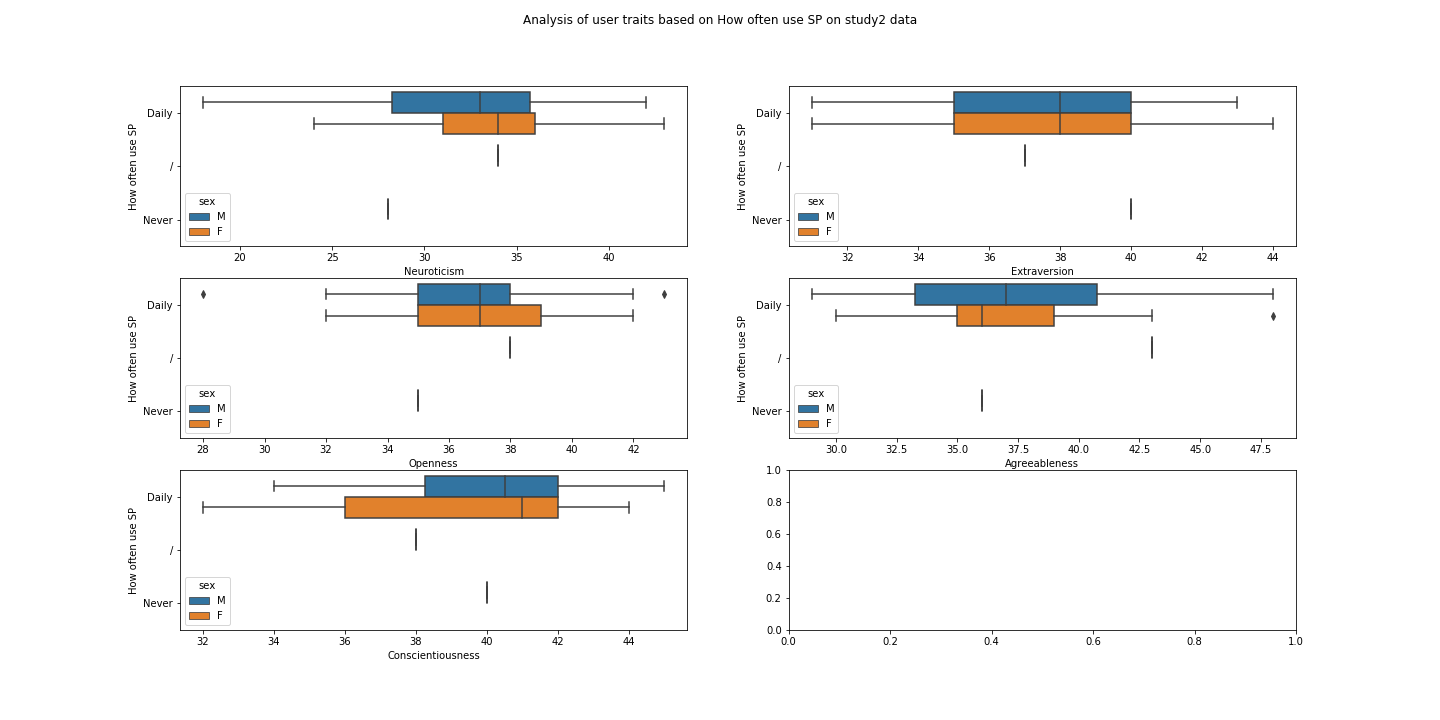 Analysis of user traits based on How often use SP on study2 data
How often use SP
Daily
/
Never
sex
M
F
20 25 30 35 40
Neuroticism
How often use SP
Daily
/
Never
sex
M
F
32 34 36 38 40 42 44
Extraversion
How often use SP
Daily
/
Never
sex
M
F
28 30 32 34 36 38 40 42
Openness
How often use SP
Daily
/
Never
sex
M
F
30.0 32.5 35.0 37.5 40.0 42.5 45.0 47.5
Agreeableness
How often use SP
Daily
/
Never
sex
M
F
32 34 36 38 40 42 44
Conscientiousness
1.0
0.8
0.6
0.4
0.2
0.0
0.0 0.2 0.4 0.6 0.8 1.0